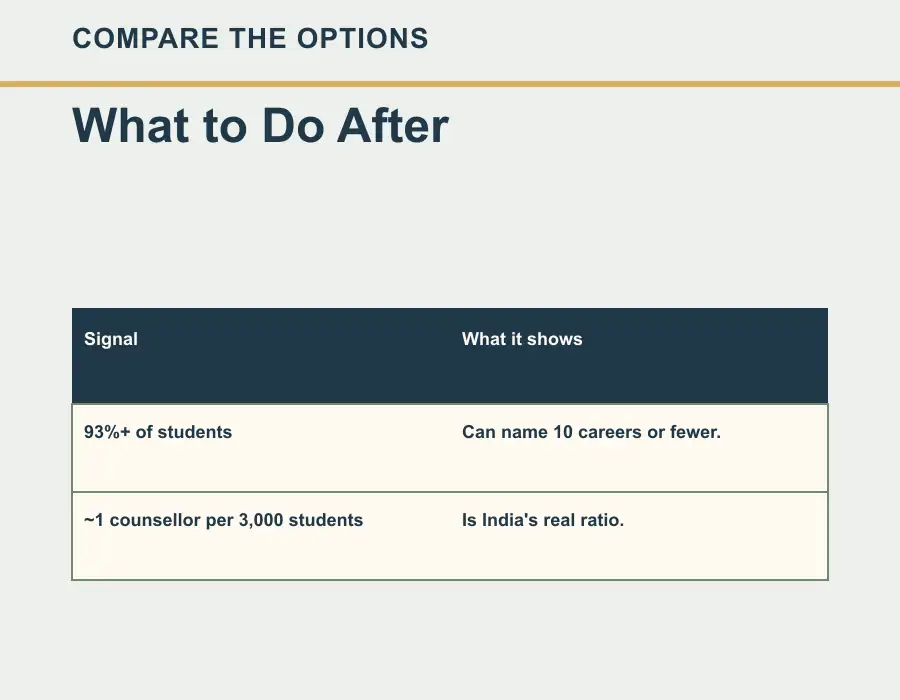 COMPARE THE OPTIONS
What to Do After
Signal
What it shows
93%+ of students
Can name 10 careers or fewer.
~1 counsellor per 3,000 students
Is India's real ratio.